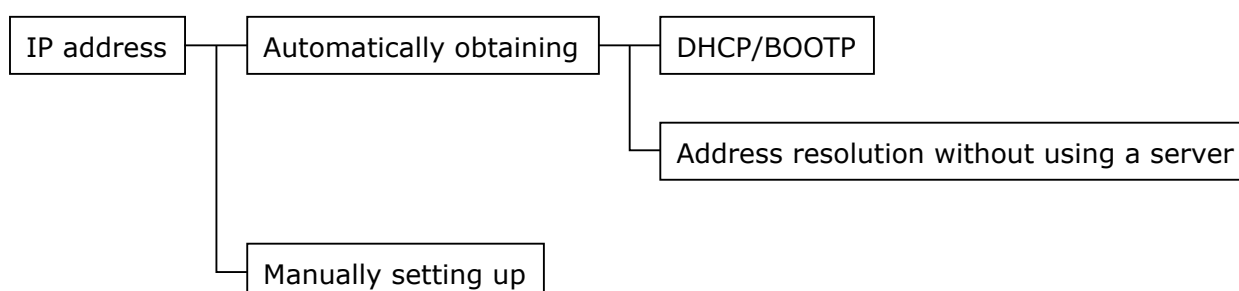 IP address
Automatically obtaining
DHCP/BOOTP
Address resolution without using a server
Manually setting up